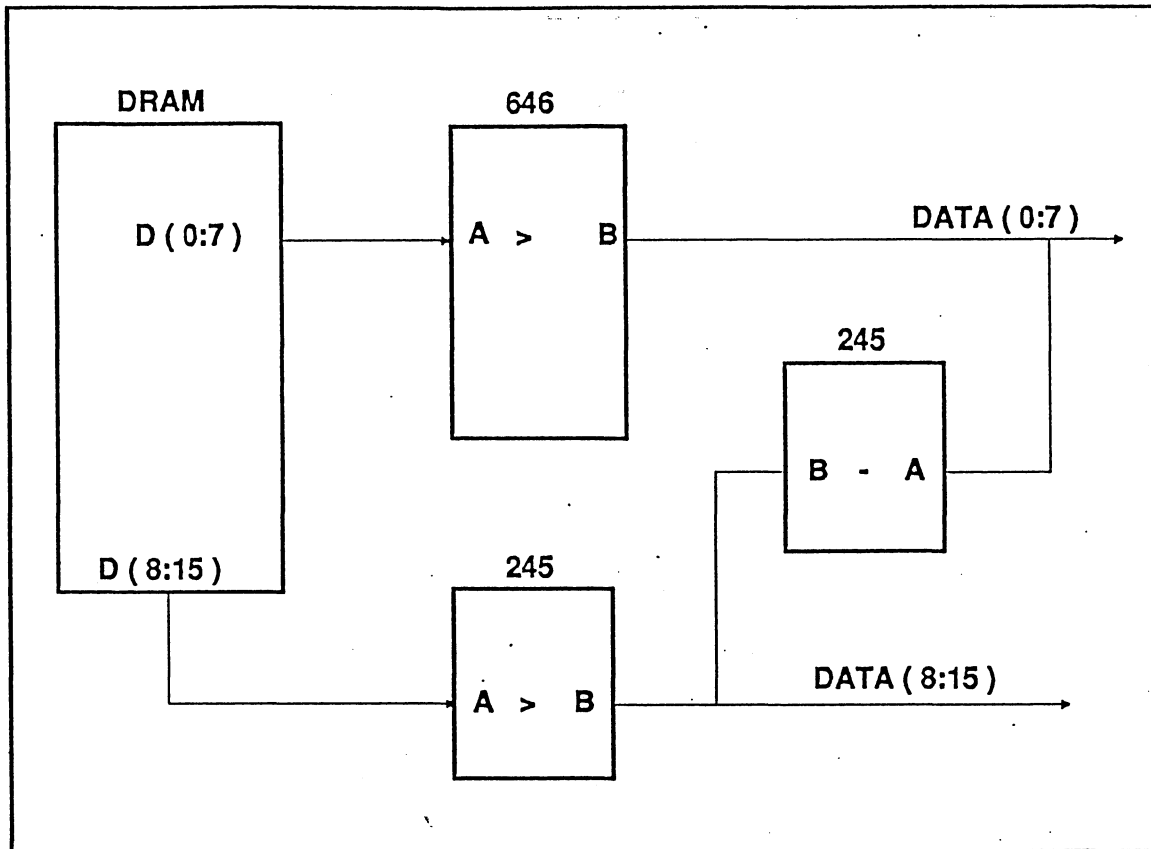 DRAM
646
D ( 0:7 )
A > B
DATA ( 0:7 )
245
B - A
D ( 8:15 )
245
A > B
DATA ( 8:15 )